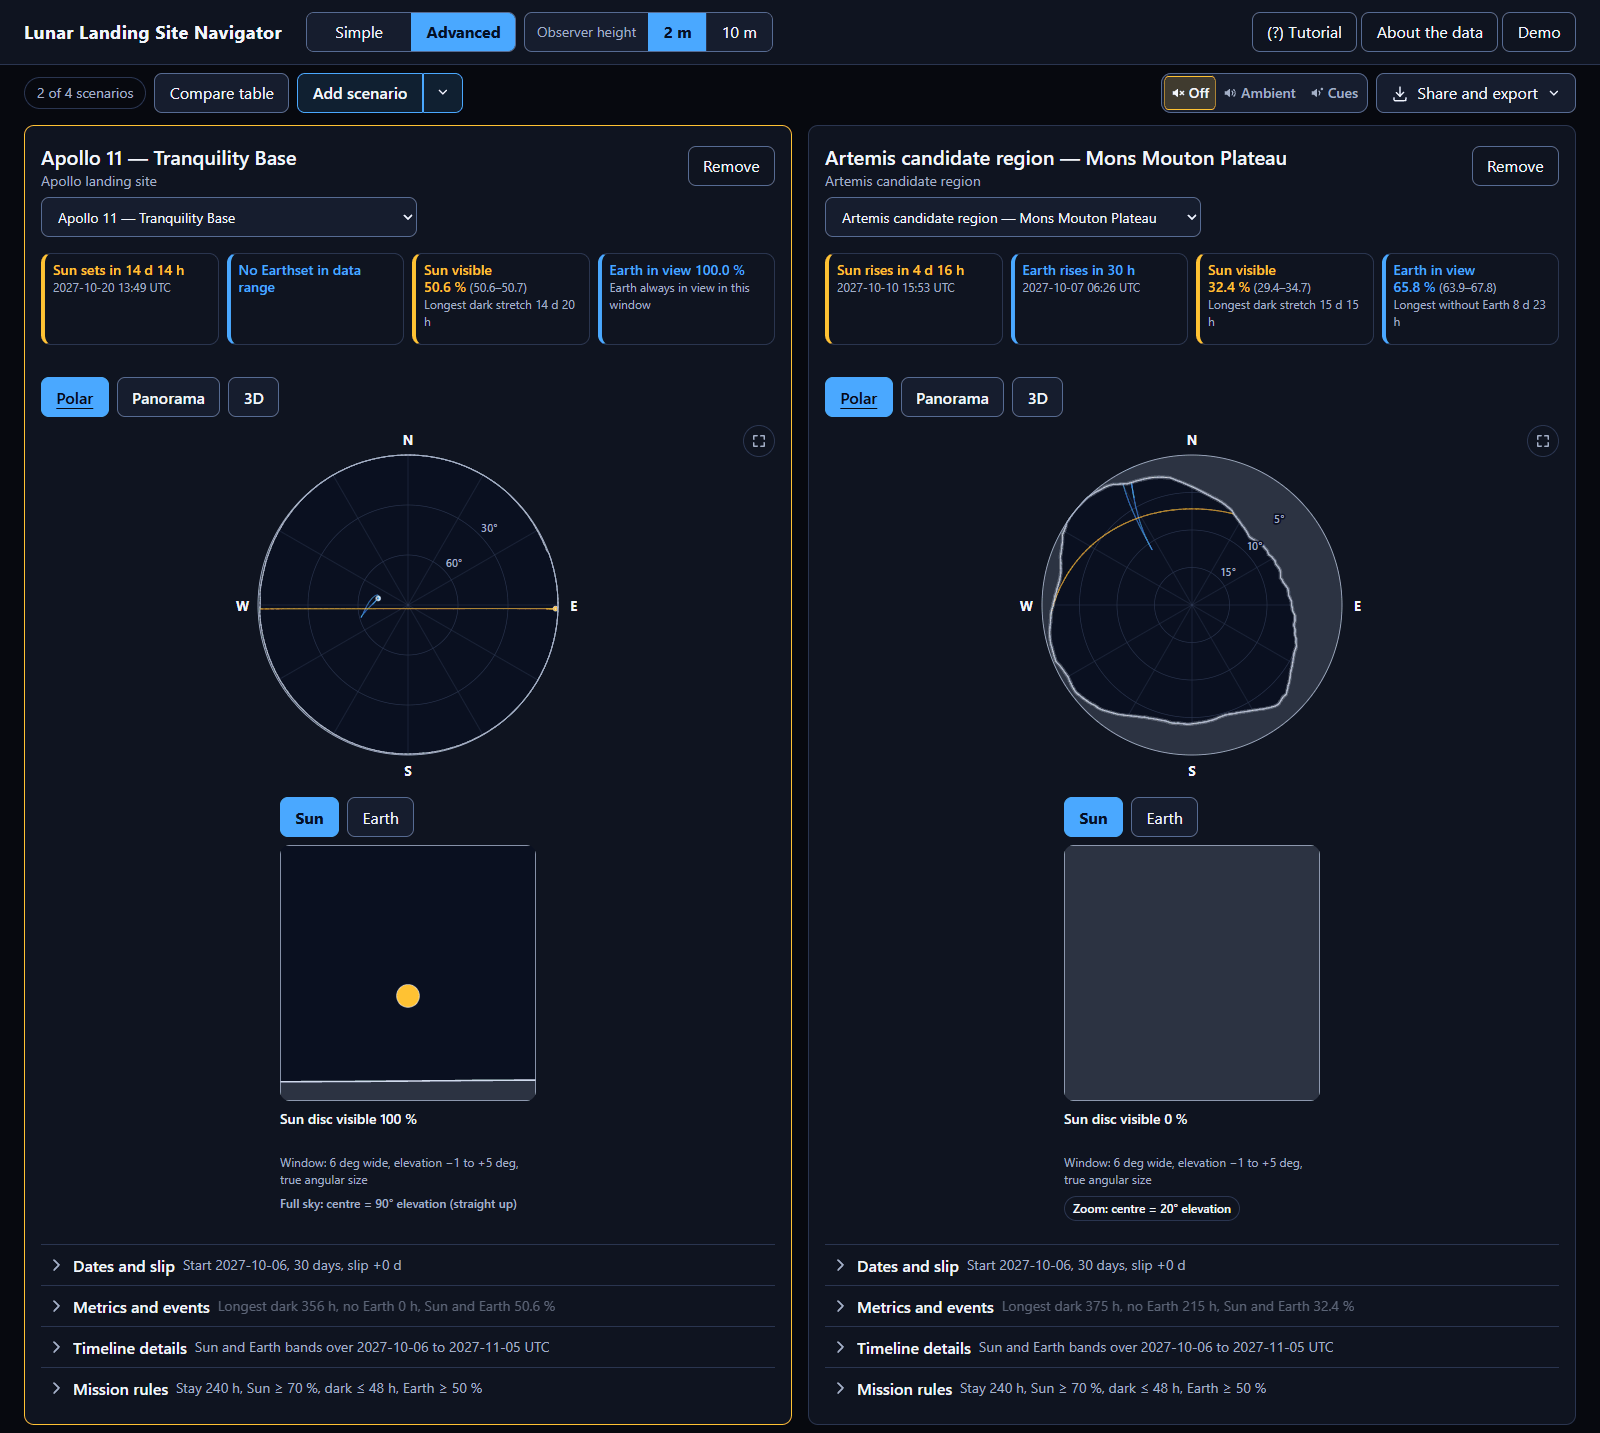 Lunar Landing Site Navigator
Simple
Advanced
Observer height
2 m
10 m
(?) Tutorial
About the data
Demo
2 of 4 scenarios
Compare table
Add scenario
Off
Ambient
Cues
Share and export
Apollo 11 — Tranquility Base
Apollo landing site
Remove
Apollo 11 — Tranquility Base
Sun sets in 14 d 14 h
2027-10-20 13:49 UTC
No Earthset in data
range
Sun visible
50.6 % (50.6–50.7)
Longest dark stretch 14 d 20
h
Earth in view 100.0 %
Earth always in view in this
window
Polar
Panorama
3D
N
30°
60°
W
E
S
Sun
Earth
Sun disc visible 100 %
Window: 6 deg wide, elevation −1 to +5 deg,
true angular size
Full sky: centre = 90° elevation (straight up)
Dates and slip Start 2027-10-06, 30 days, slip +0 d
Metrics and events Longest dark 356 h, no Earth 0 h, Sun and Earth 50.6 %
Timeline details Sun and Earth bands over 2027-10-06 to 2027-11-05 UTC
Mission rules Stay 240 h, Sun ≥ 70 %, dark ≤ 48 h, Earth ≥ 50 %
Artemis candidate region — Mons Mouton Plateau
Artemis candidate region
Remove
Artemis candidate region — Mons Mouton Plateau
Sun rises in 4 d 16 h
2027-10-10 15:53 UTC
Earth rises in 30 h
2027-10-07 06:26 UTC
Sun visible
32.4 % (29.4–34.7)
Longest dark stretch 15 d 15
h
Earth in view
65.8 % (63.9–67.8)
Longest without Earth 8 d 23
h
Polar
Panorama
3D
N
5°
10°
15°
W
E
S
Sun
Earth
Sun disc visible 0 %
Window: 6 deg wide, elevation −1 to +5 deg,
true angular size
Zoom: centre = 20° elevation
Dates and slip Start 2027-10-06, 30 days, slip +0 d
Metrics and events Longest dark 375 h, no Earth 215 h, Sun and Earth 32.4 %
Timeline details Sun and Earth bands over 2027-10-06 to 2027-11-05 UTC
Mission rules Stay 240 h, Sun ≥ 70 %, dark ≤ 48 h, Earth ≥ 50 %